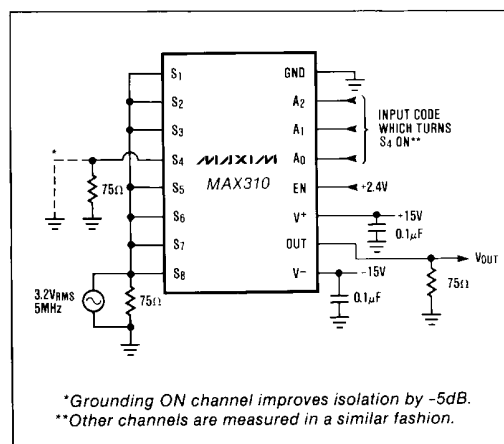 S1
S2
S3
S4
S5
S6
S7
S8
GND
A2
A1
A0
EN
V+
OUT
V−
MAXIM
MAX310
*
75Ω
3.2VRMS
5MHz
75Ω
INPUT CODE
WHICH TURNS
S4 ON**
+2.4V
+15V
0.1µF
VOUT
−15V
75Ω
0.1µF
*Grounding ON channel improves isolation by -5dB.
**Other channels are measured in a similar fashion.